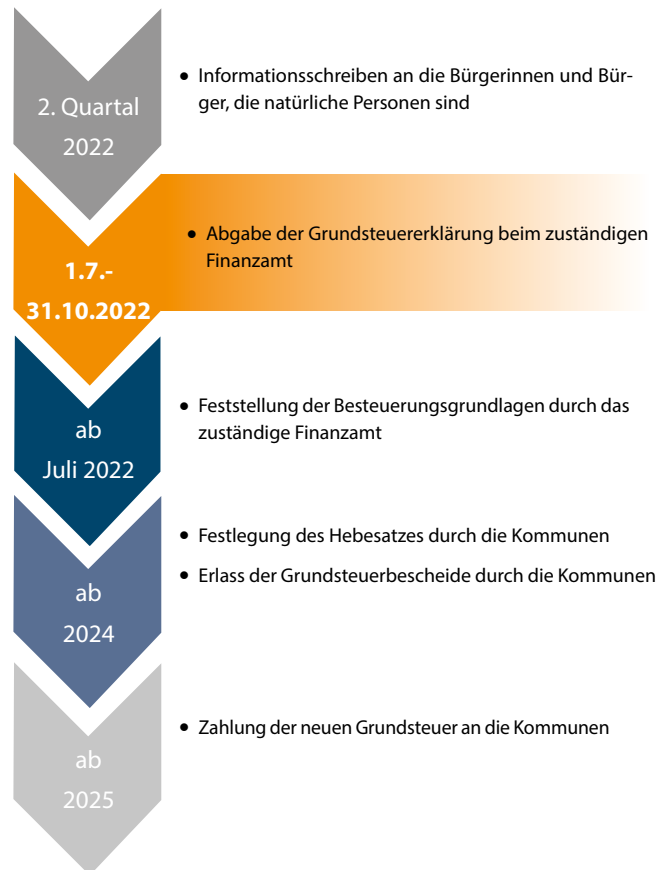 2. Quartal
2022
• Informationsschreiben an die Bürgerinnen und Bür-
ger, die natürliche Personen sind
1.7.-
31.10.2022
• Abgabe der Grundsteuererklärung beim zuständigen
Finanzamt
ab
Juli 2022
• Feststellung der Besteuerungsgrundlagen durch das
zuständige Finanzamt
ab
2024
• Festlegung des Hebesatzes durch die Kommunen
• Erlass der Grundsteuerbescheide durch die Kommunen
ab
2025
• Zahlung der neuen Grundsteuer an die Kommunen